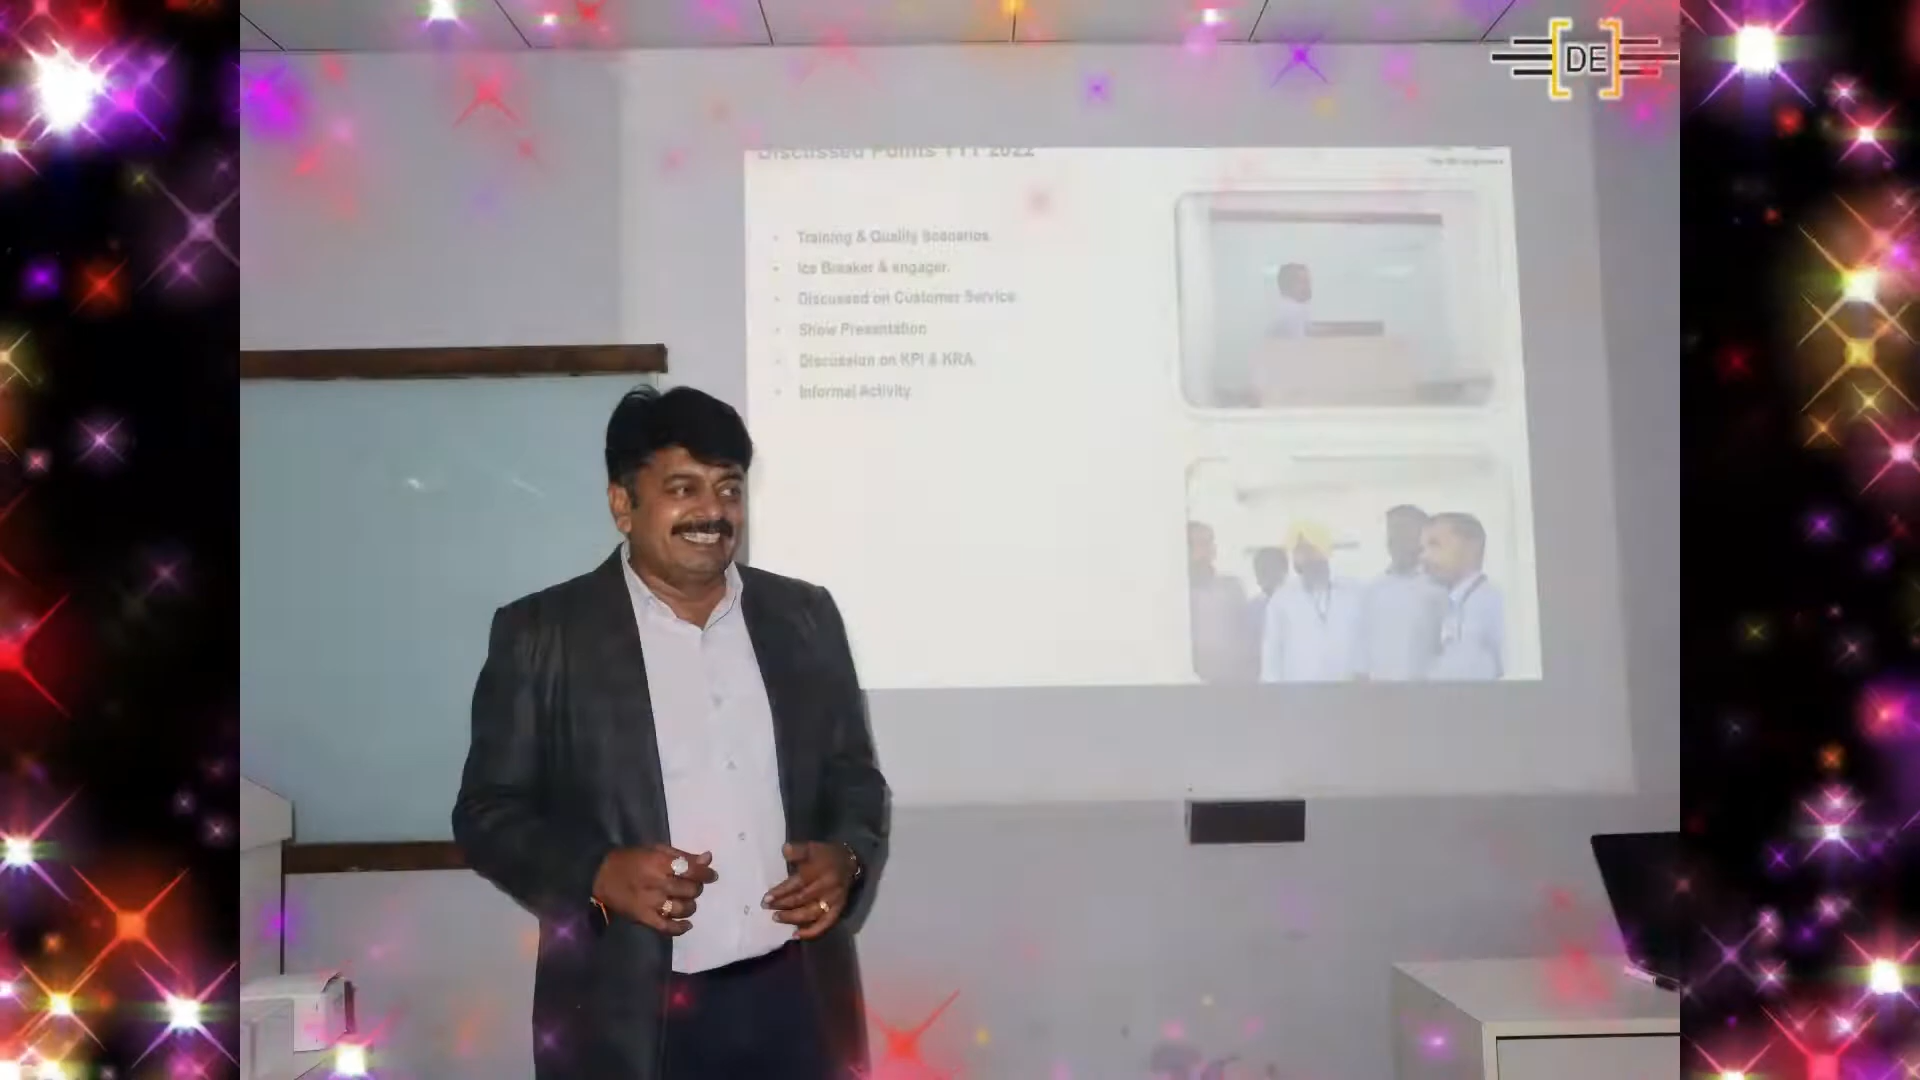 [DE]
Discussed Points TTT 2022
• Training & Quality Scenarios
• Ice Breaker & engager.
• Discussed on Customer Service
• Show Presentation
• Discussion on KPI & KRA
• Informal Activity